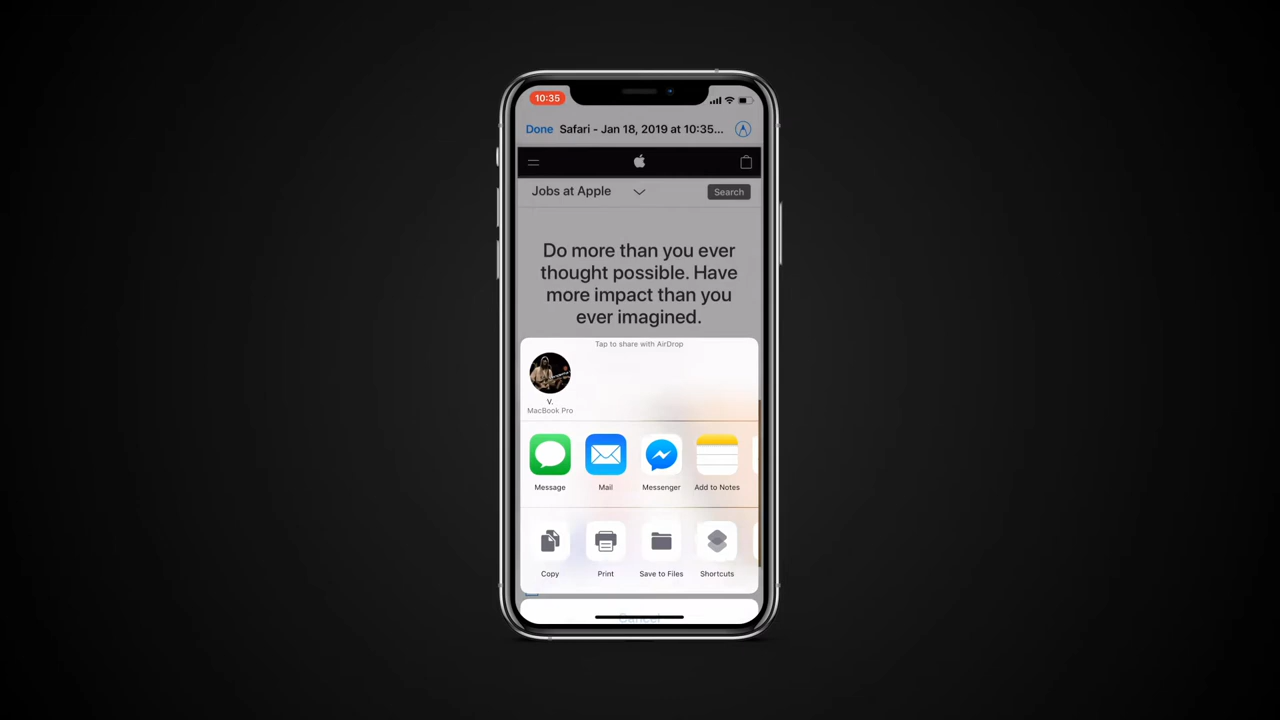 10:35
Done Safari - Jan 18, 2019 at 10:35...
Jobs at Apple Search
Do more than you ever
thought possible. Have
more impact than you
ever imagined.
Tap to share with AirDrop
V.
MacBook Pro
Message Mail Messenger Add to Notes
Copy Print Save to Files Shortcuts
Cancel